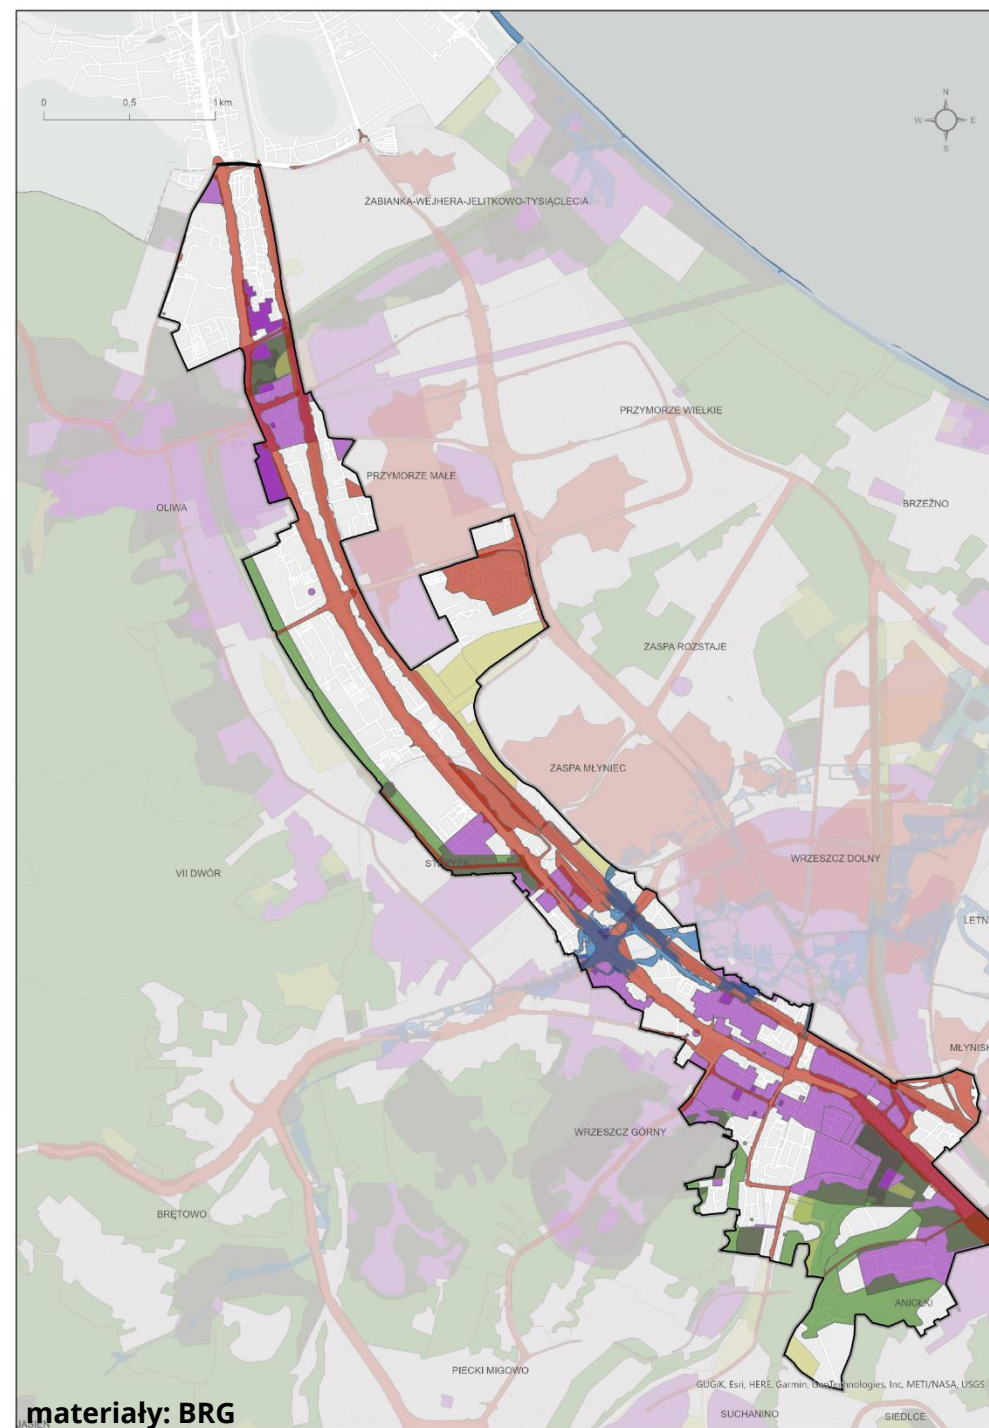 N
W E
S
0 0,5 1 km
ŻABIANKA-WEJHERA-JELITKOWO-TYSIĄCLECIA
PRZYMORZE WIELKIE
PRZYMORZE MAŁE
BRZEŹNO
OLIWA
ZASPA ROZSTAJE
ZASPA MŁYNIEC
WRZESZCZ DOLNY
STRZYŻA
VII DWÓR
LETN
MŁYNISK
WRZESZCZ GÓRNY
BRĘTOWO
ANIOŁKI
PIECKI MIGOWO
GUGiK, Esri, HERE, Garmin, GeoTechnologies, Inc, METI/NASA, USGS
materiały: BRG
JASIEŃ
SUCHANINO
SIEDLCE